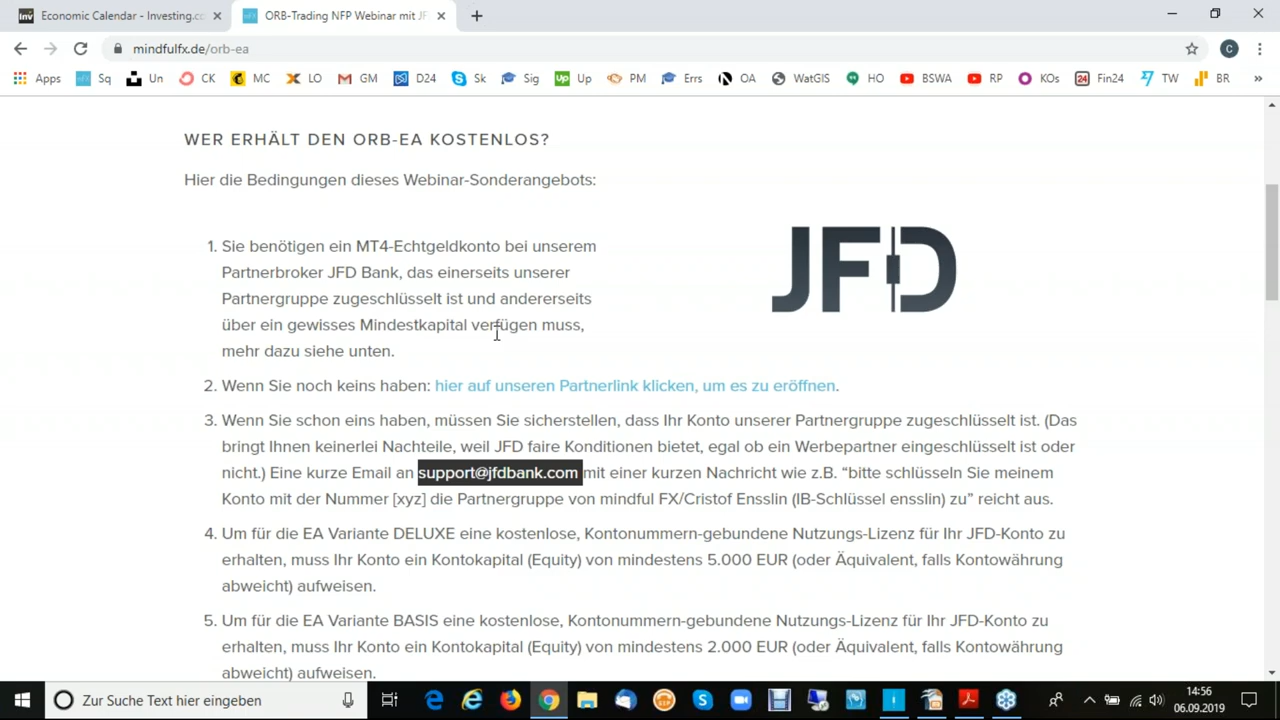 Economic Calendar - Investing.co
ORB-Trading NFP Webinar mit JF
mindfulfx.de/orb-ea
Apps Sq Un CK MC LO GM D24 Sk Sig Up PM Errs OA WatGIS HO BSWA RP KOs Fin24 TW BR »
WER ERHÄLT DEN ORB-EA KOSTENLOS?
Hier die Bedingungen dieses Webinar-Sonderangebots:
1. Sie benötigen ein MT4-Echtgeldkonto bei unserem
Partnerbroker JFD Bank, das einerseits unserer
Partnergruppe zugeschlüsselt ist und andererseits
über ein gewisses Mindestkapital verfügen muss,
mehr dazu siehe unten.
JFD
2. Wenn Sie noch keins haben: hier auf unseren Partnerlink klicken, um es zu eröffnen.
3. Wenn Sie schon eins haben, müssen Sie sicherstellen, dass Ihr Konto unserer Partnergruppe zugeschlüsselt ist. (Das
bringt Ihnen keinerlei Nachteile, weil JFD faire Konditionen bietet, egal ob ein Werbepartner eingeschlüsselt ist oder
nicht.) Eine kurze Email an support@jfdbank.com mit einer kurzen Nachricht wie z.B. “bitte schlüsseln Sie meinem
Konto mit der Nummer [xyz] die Partnergruppe von mindful FX/Cristof Ensslin (IB-Schlüssel ensslin) zu” reicht aus.
4. Um für die EA Variante DELUXE eine kostenlose, Kontonummern-gebundene Nutzungs-Lizenz für Ihr JFD-Konto zu
erhalten, muss Ihr Konto ein Kontokapital (Equity) von mindestens 5.000 EUR (oder Äquivalent, falls Kontowährung
abweicht) aufweisen.
5. Um für die EA Variante BASIS eine kostenlose, Kontonummern-gebundene Nutzungs-Lizenz für Ihr JFD-Konto zu
erhalten, muss Ihr Konto ein Kontokapital (Equity) von mindestens 2.000 EUR (oder Äquivalent, falls Kontowährung
abweicht) aufweisen.
Zur Suche Text hier eingeben
14:56
06.09.2019